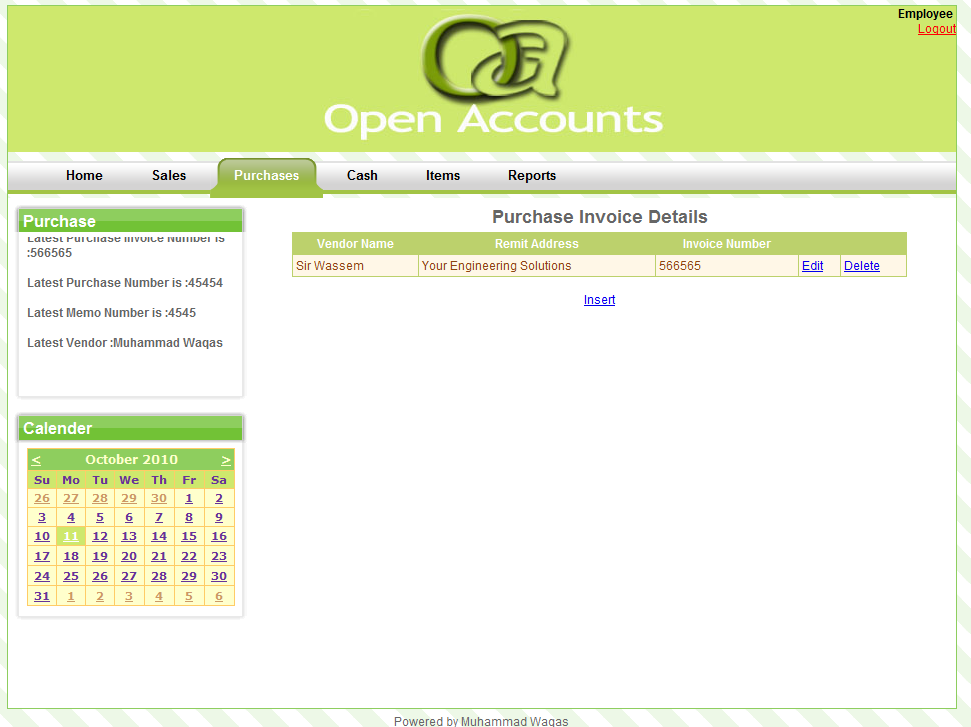 Employee
Logout
Oa
Open Accounts
Home Sales Purchases Cash Items Reports
Purchase
Latest Purchase Invoice Number is
:566565
Latest Purchase Number is :45454
Latest Memo Number is :4545
Latest Vendor :Muhammad Waqas
Purchase Invoice Details
Vendor Name Remit Address Invoice Number
Sir Wassem Your Engineering Solutions 566565 Edit Delete
Insert
Calender
< October 2010 >
Su Mo Tu We Th Fr Sa
26 27 28 29 30 1 2
3 4 5 6 7 8 9
10 11 12 13 14 15 16
17 18 19 20 21 22 23
24 25 26 27 28 29 30
31 1 2 3 4 5 6
Powered by Muhammad Waqas